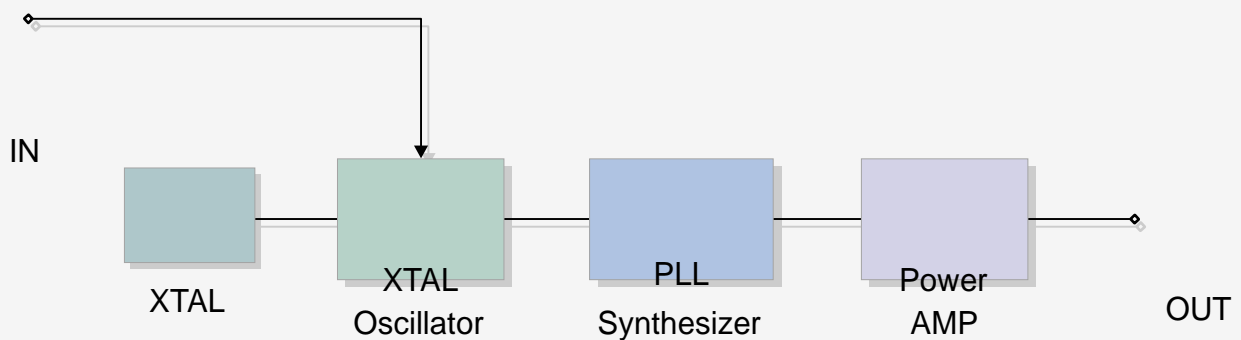 IN
XTAL
XTAL
Oscillator
PLL
Synthesizer
Power
AMP
OUT